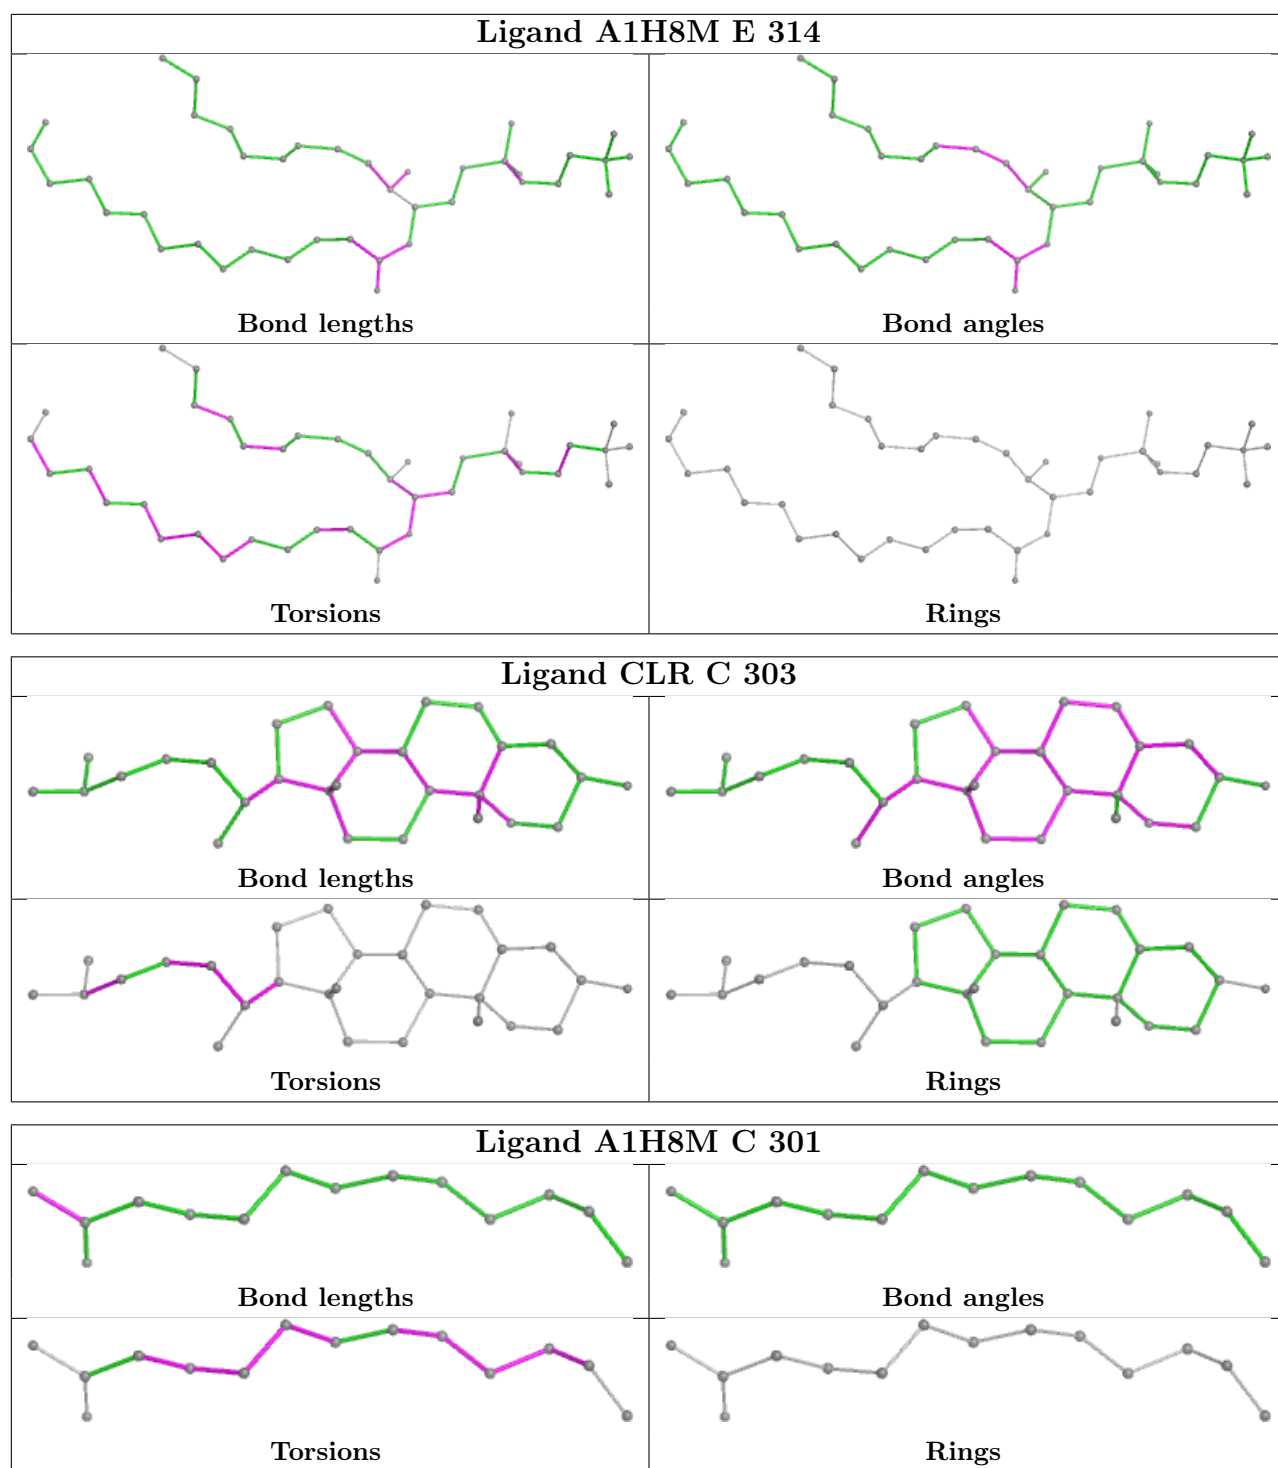 Ligand A1H8M E 314
Bond lengths
Bond angles
Torsions
Rings
Ligand CLR C 303
Bond lengths
Bond angles
Torsions
Rings
Ligand A1H8M C 301
Bond lengths
Bond angles
Torsions
Rings